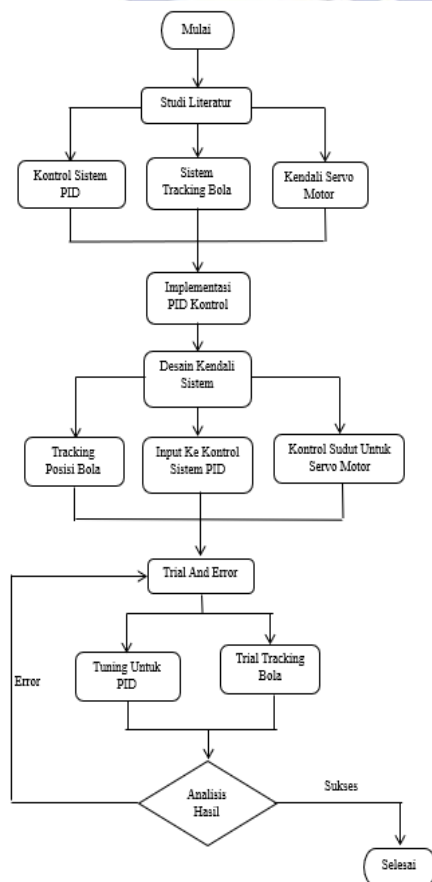 Mulai
Studi Literatur
Kontrol Sistem
PID
Sistem
Tracking Bola
Kendali Servo
Motor
Implementasi
PID Kontrol
Desain Kendali
Sistem
Tracking
Posisi Bola
Input Ke Kontrol
Sistem PID
Kontrol Sudut Untuk
Servo Motor
Trial And Error
Tuning Untuk
PID
Trial Tracking
Bola
Error
Analisis
Hasil
Sukses
Selesai